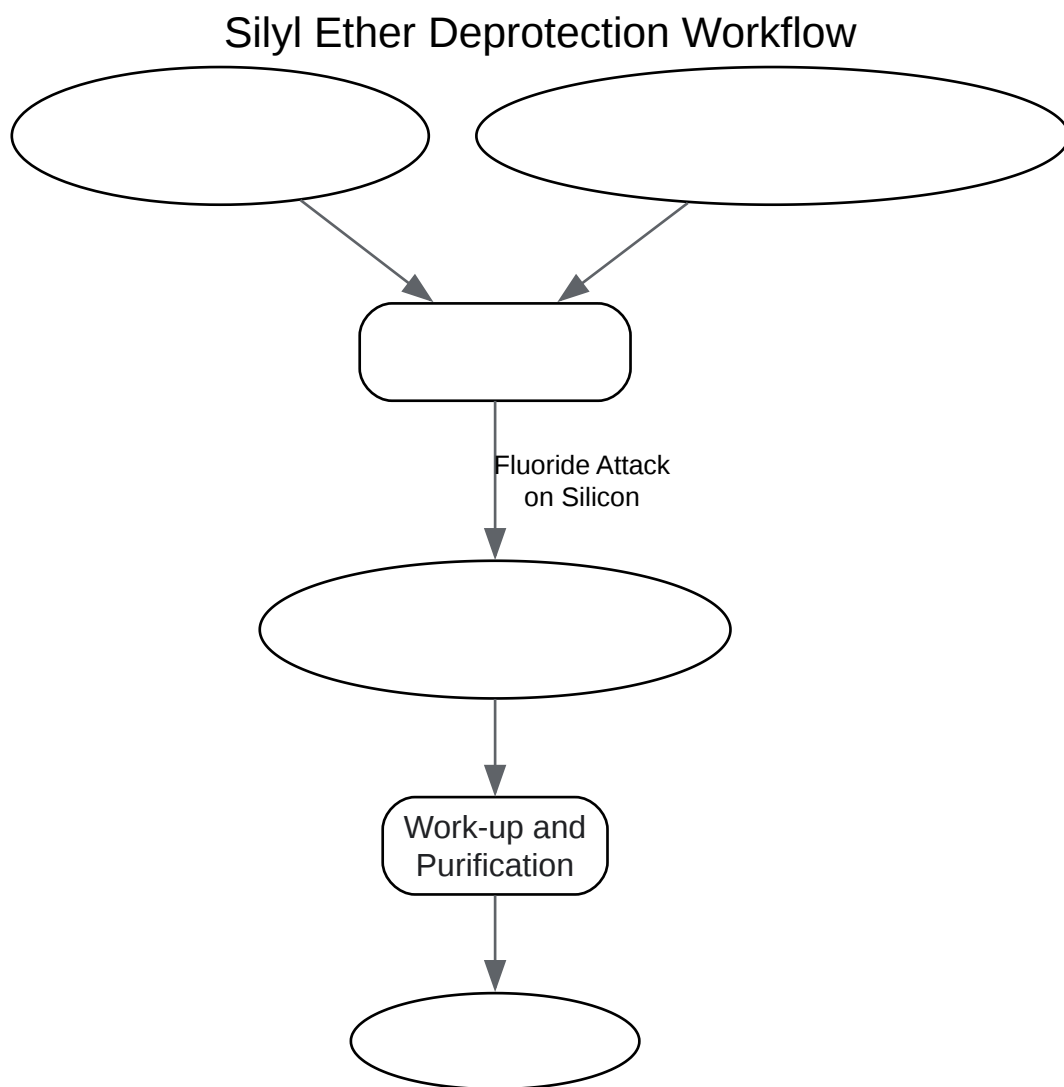 Silyl Ether Deprotection Workflow
Fluoride Attack
on Silicon
Work-up and
Purification